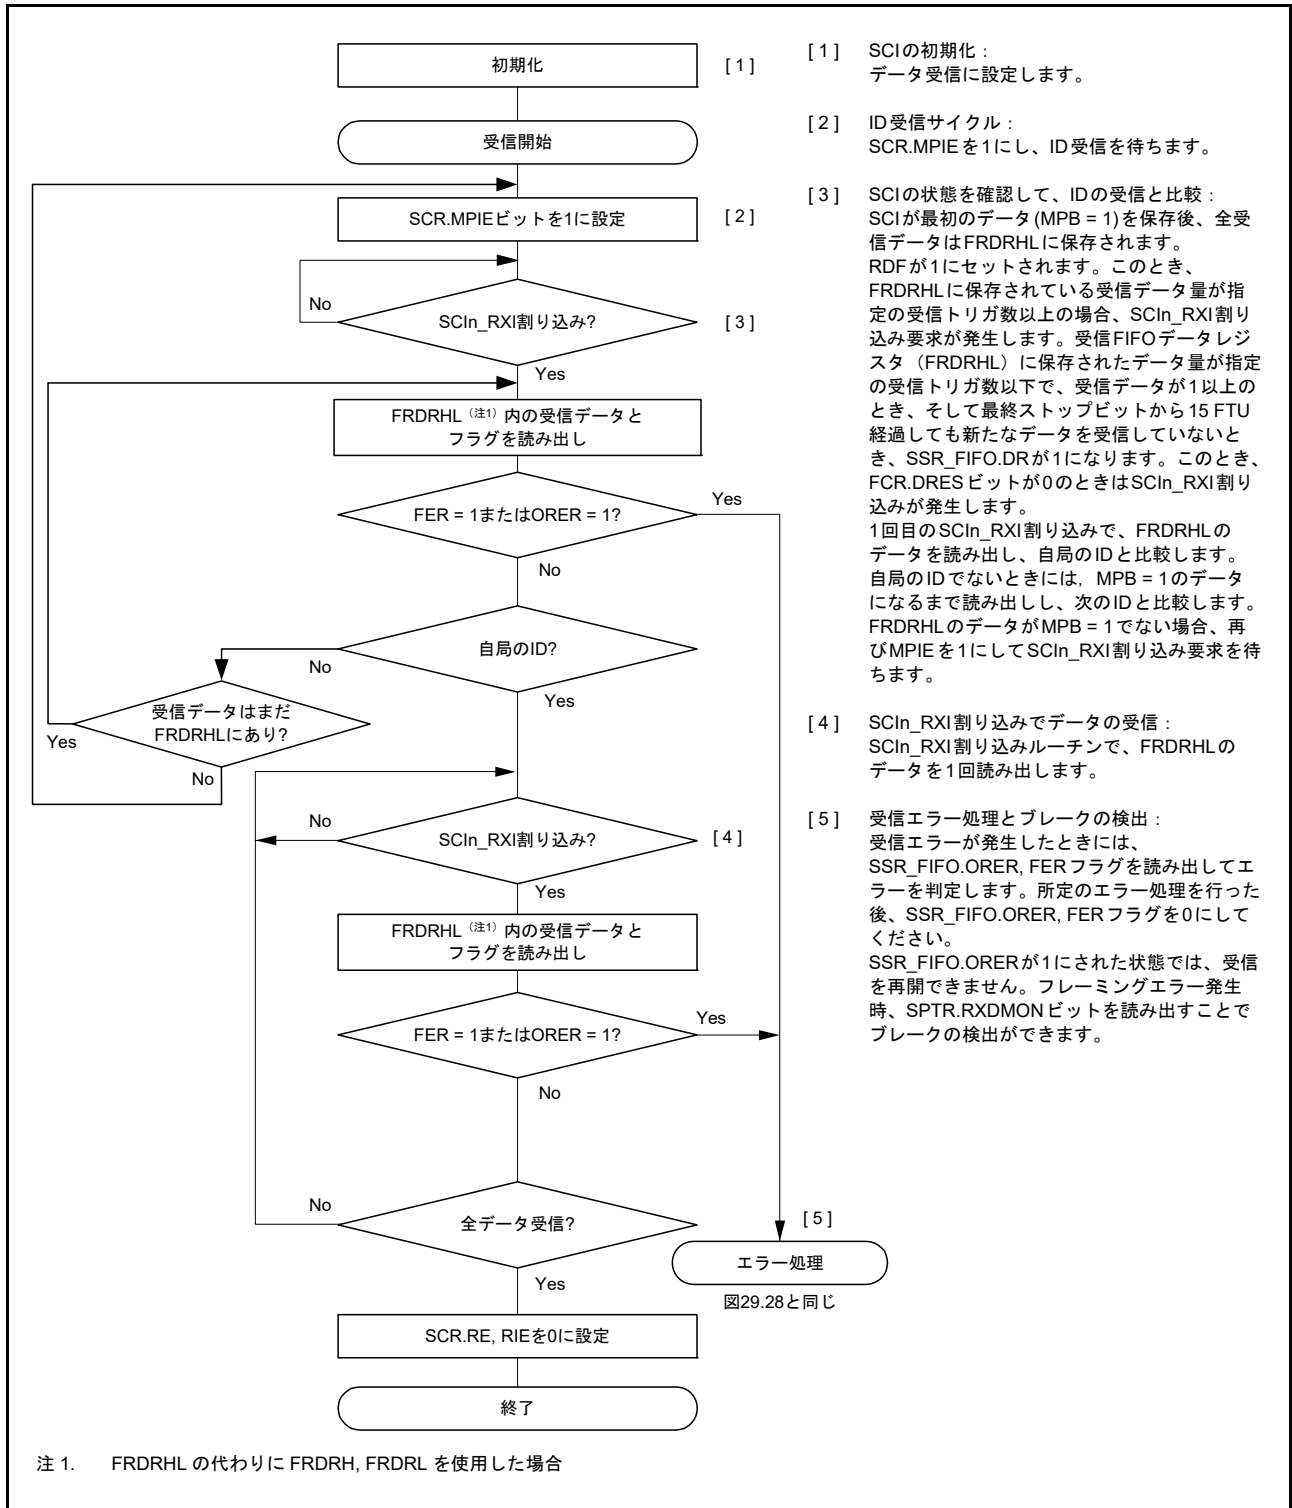 初期化
[ 1 ]
受信開始
SCR.MPIEビットを1に設定
[ 2 ]
No
SCIn_RXI割り込み?
[ 3 ]
Yes
FRDRHL（注1）内の受信データと
フラグを読み出し
FER = 1またはORER = 1?
Yes
No
自局のID?
No
Yes
受信データはまだ
FRDRHLにあり?
Yes
No
No
SCIn_RXI割り込み?
[ 4 ]
Yes
FRDRHL（注1）内の受信データと
フラグを読み出し
FER = 1またはORER = 1?
Yes
No
No
全データ受信?
Yes
[ 5 ]
エラー処理
図29.28と同じ
SCR.RE, RIEを0に設定
終了
[ 1 ] SCIの初期化：
データ受信に設定します。
[ 2 ] ID受信サイクル：
SCR.MPIEを1にし、ID受信を待ちます。
[ 3 ] SCIの状態を確認して、IDの受信と比較：
SCIが最初のデータ(MPB = 1)を保存後、全受
信データはFRDRHLに保存されます。
RDFが1にセットされます。このとき、
FRDRHLに保存されている受信データ量が指
定の受信トリガ数以上の場合、SCIn_RXI割り
込み要求が発生します。受信FIFOデータレジ
スタ（FRDRHL）に保存されたデータ量が指定
の受信トリガ数以下で、受信データが1以上の
とき、そして最終ストップビットから15 FTU
経過しても新たなデータを受信していないと
き、SSR_FIFO.DRが1になります。このとき、
FCR.DRESビットが0のときはSCIn_RXI割り
込みが発生します。
1回目のSCIn_RXI割り込みで、FRDRHLの
データを読み出し、自局のIDと比較します。
自局のIDでないときには，MPB = 1のデータ
になるまで読み出しし、次のIDと比較します。
FRDRHLのデータがMPB = 1でない場合、再
びMPIEを1にしてSCIn_RXI割り込み要求を待
ちます。
[ 4 ] SCIn_RXI割り込みでデータの受信：
SCIn_RXI割り込みルーチンで、FRDRHLの
データを1回読み出します。
[ 5 ] 受信エラー処理とブレークの検出：
受信エラーが発生したときには、
SSR_FIFO.ORER, FERフラグを読み出してエ
ラーを判定します。所定のエラー処理を行った
後、SSR_FIFO.ORER, FERフラグを0にして
ください。
SSR_FIFO.ORERが1にされた状態では、受信
を再開できません。フレーミングエラー発生
時、SPTR.RXDMONビットを読み出すことで
ブレークの検出ができます。
注 1. FRDRHL の代わりに FRDRH, FRDRL を使用した場合